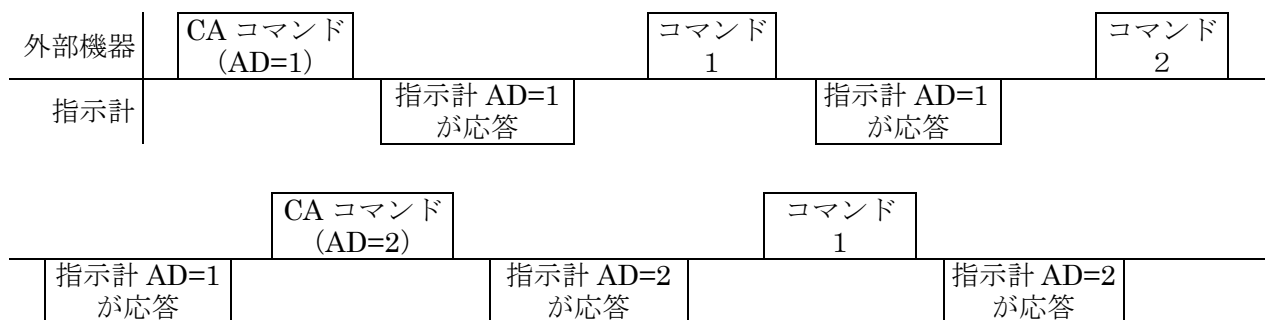 外部機器
CA コマンド
(AD=1)
コマンド
1
コマンド
2
指示計
指示計 AD=1
が応答
指示計 AD=1
が応答
CA コマンド
(AD=2)
コマンド
1
指示計 AD=1
が応答
指示計 AD=2
が応答
指示計 AD=2
が応答